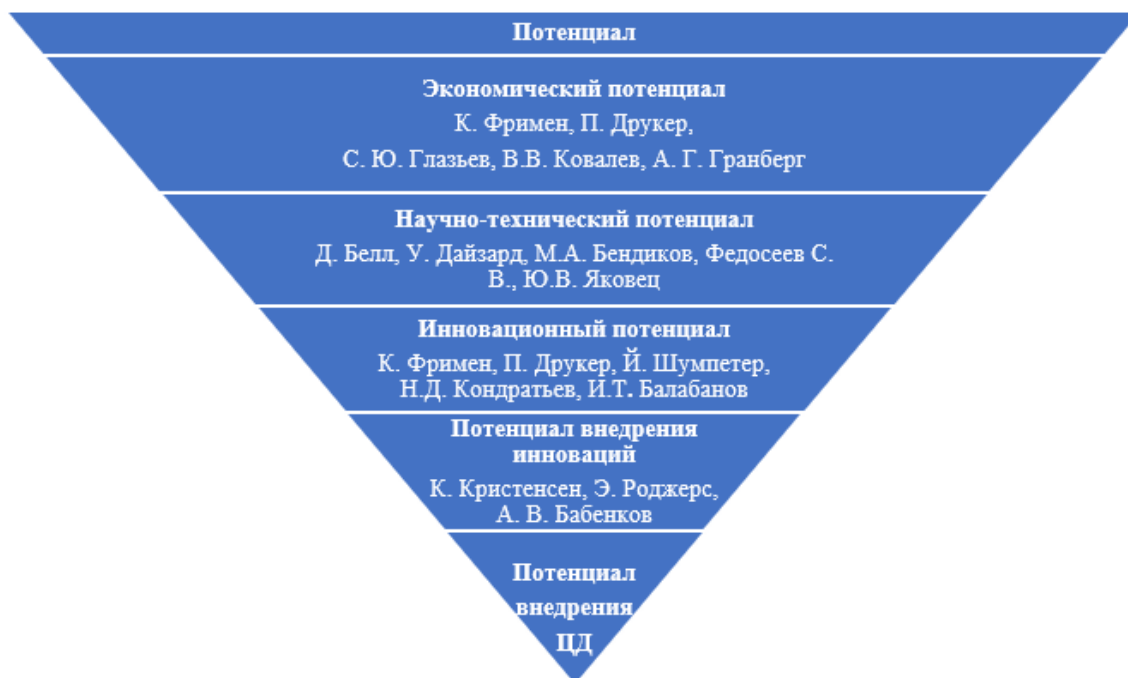 Потенциал
Экономический потенциал
К. Фримен, П. Друкер,
С. Ю. Глазьев, В.В. Ковалев, А. Г. Гранберг
Научно-технический потенциал
Д. Белл, У. Дайзард, М.А. Бендиков, Федосеев С.
В., Ю.В. Яковец
Инновационный потенциал
К. Фримен, П. Друкер, Й. Шумпетер,
Н.Д. Кондратьев, И.Т. Балабанов
Потенциал внедрения
инноваций
К. Кристенсен, Э. Роджерс,
А. В. Бабенков
Потенциал
внедрения
ЦД